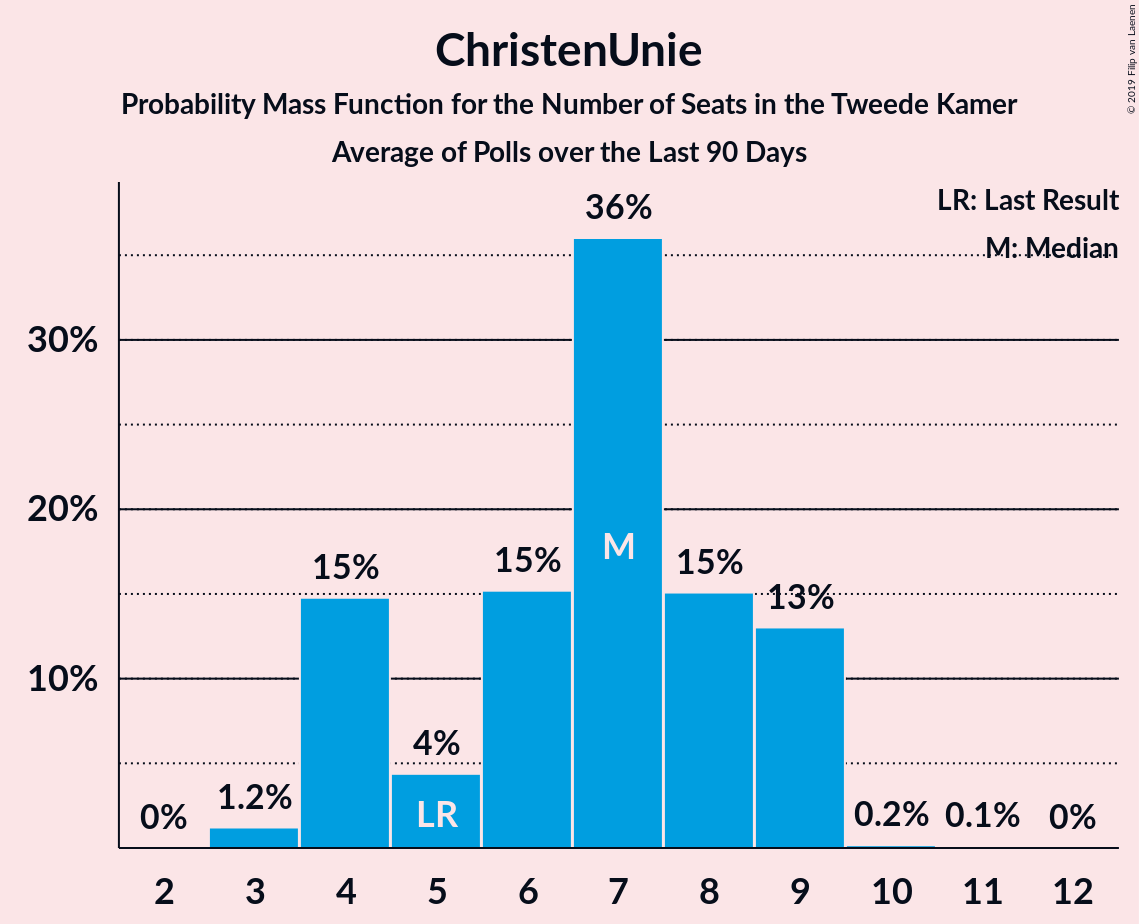 ChristenUnie
Probability Mass Function for the Number of Seats in the Tweede Kamer
Average of Polls over the Last 90 Days
© 2019 Filip van Laenen
LR: Last Result
M: Median
36%
30%
20%
10%
0%
1.2%
15%
4%
15%
15%
13%
0.2%
0.1%
0%
LR
M
2 3 4 5 6 7 8 9 10 11 12